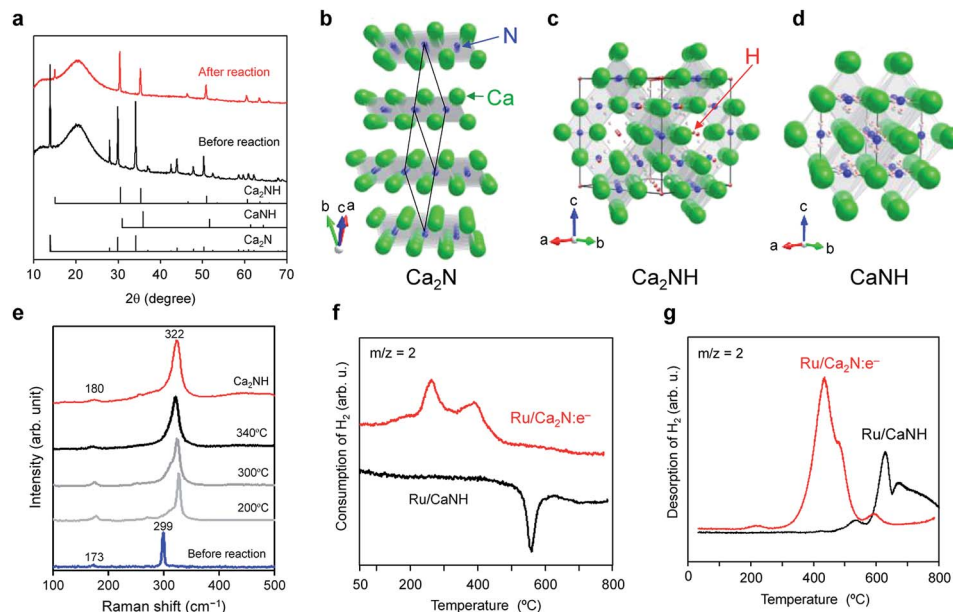 a
After reaction
Before reaction
Ca₂NH
CaNH
Ca₂N
10 20 30 40 50 60 70
2θ (degree)
b
N
Ca
b c a
Ca₂N
c
H
c
a b
Ca₂NH
d
c
a b
CaNH
e
322
180
Ca₂NH
340°C
300°C
200°C
299
173
Before reaction
Intensity (arb. unit)
100 200 300 400 500
Raman shift (cm⁻¹)
f
m/z = 2
Ru/Ca₂N:e⁻
Ru/CaNH
Consumption of H₂ (arb. u.)
50 200 400 600 800
Temperature (ºC)
g
m/z = 2
Ru/Ca₂N:e⁻
Ru/CaNH
Desorption of H₂ (arb. u.)
0 200 400 600 800
Temperature (ºC)